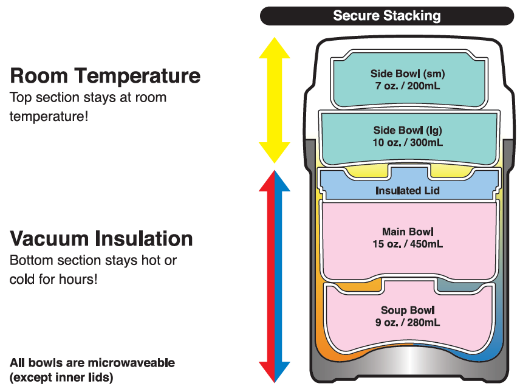 Secure Stacking
Room Temperature
Top section stays at room
temperature!
Side Bowl (sm)
7 oz. / 200mL
Side Bowl (lg)
10 oz. / 300mL
Insulated Lid
Vacuum Insulation
Bottom section stays hot or
cold for hours!
Main Bowl
15 oz. / 450mL
Soup Bowl
9 oz. / 280mL
All bowls are microwaveable
(except inner lids)